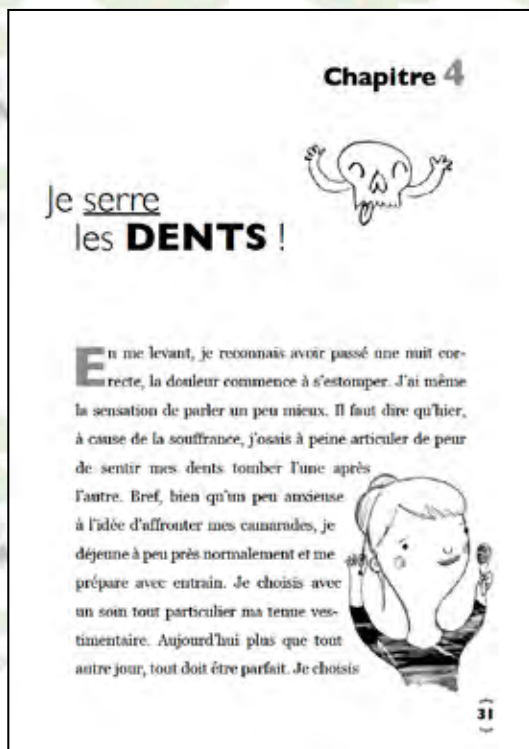 Chapitre 4
Je serre
les DENTS !
En me levant, je reconnais avoir passé une nuit cor-
recte, la douleur commence à s'estomper. J'ai même
la sensation de parler un peu mieux. Il faut dire qu'hier,
à cause de la souffrance, j'osais à peine articuler de peur
de sentir mes dents tomber l'une après
l'autre. Bref, bien qu'un peu anxieuse
à l'idée d'affronter mes camarades, je
déjeune à peu près normalement et me
prépare avec entrain. Je choisis avec
un soin tout particulier ma tenue ves-
timentaire. Aujourd'hui plus que tout
autre jour, tout doit être parfait. Je choisis
31